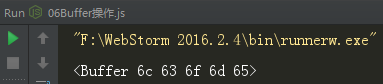 Run 06Buffer操作.js
"F:\WebStorm 2016.2.4\bin\runnerw.exe"
<Buffer 6c 63 6f 6d 65>